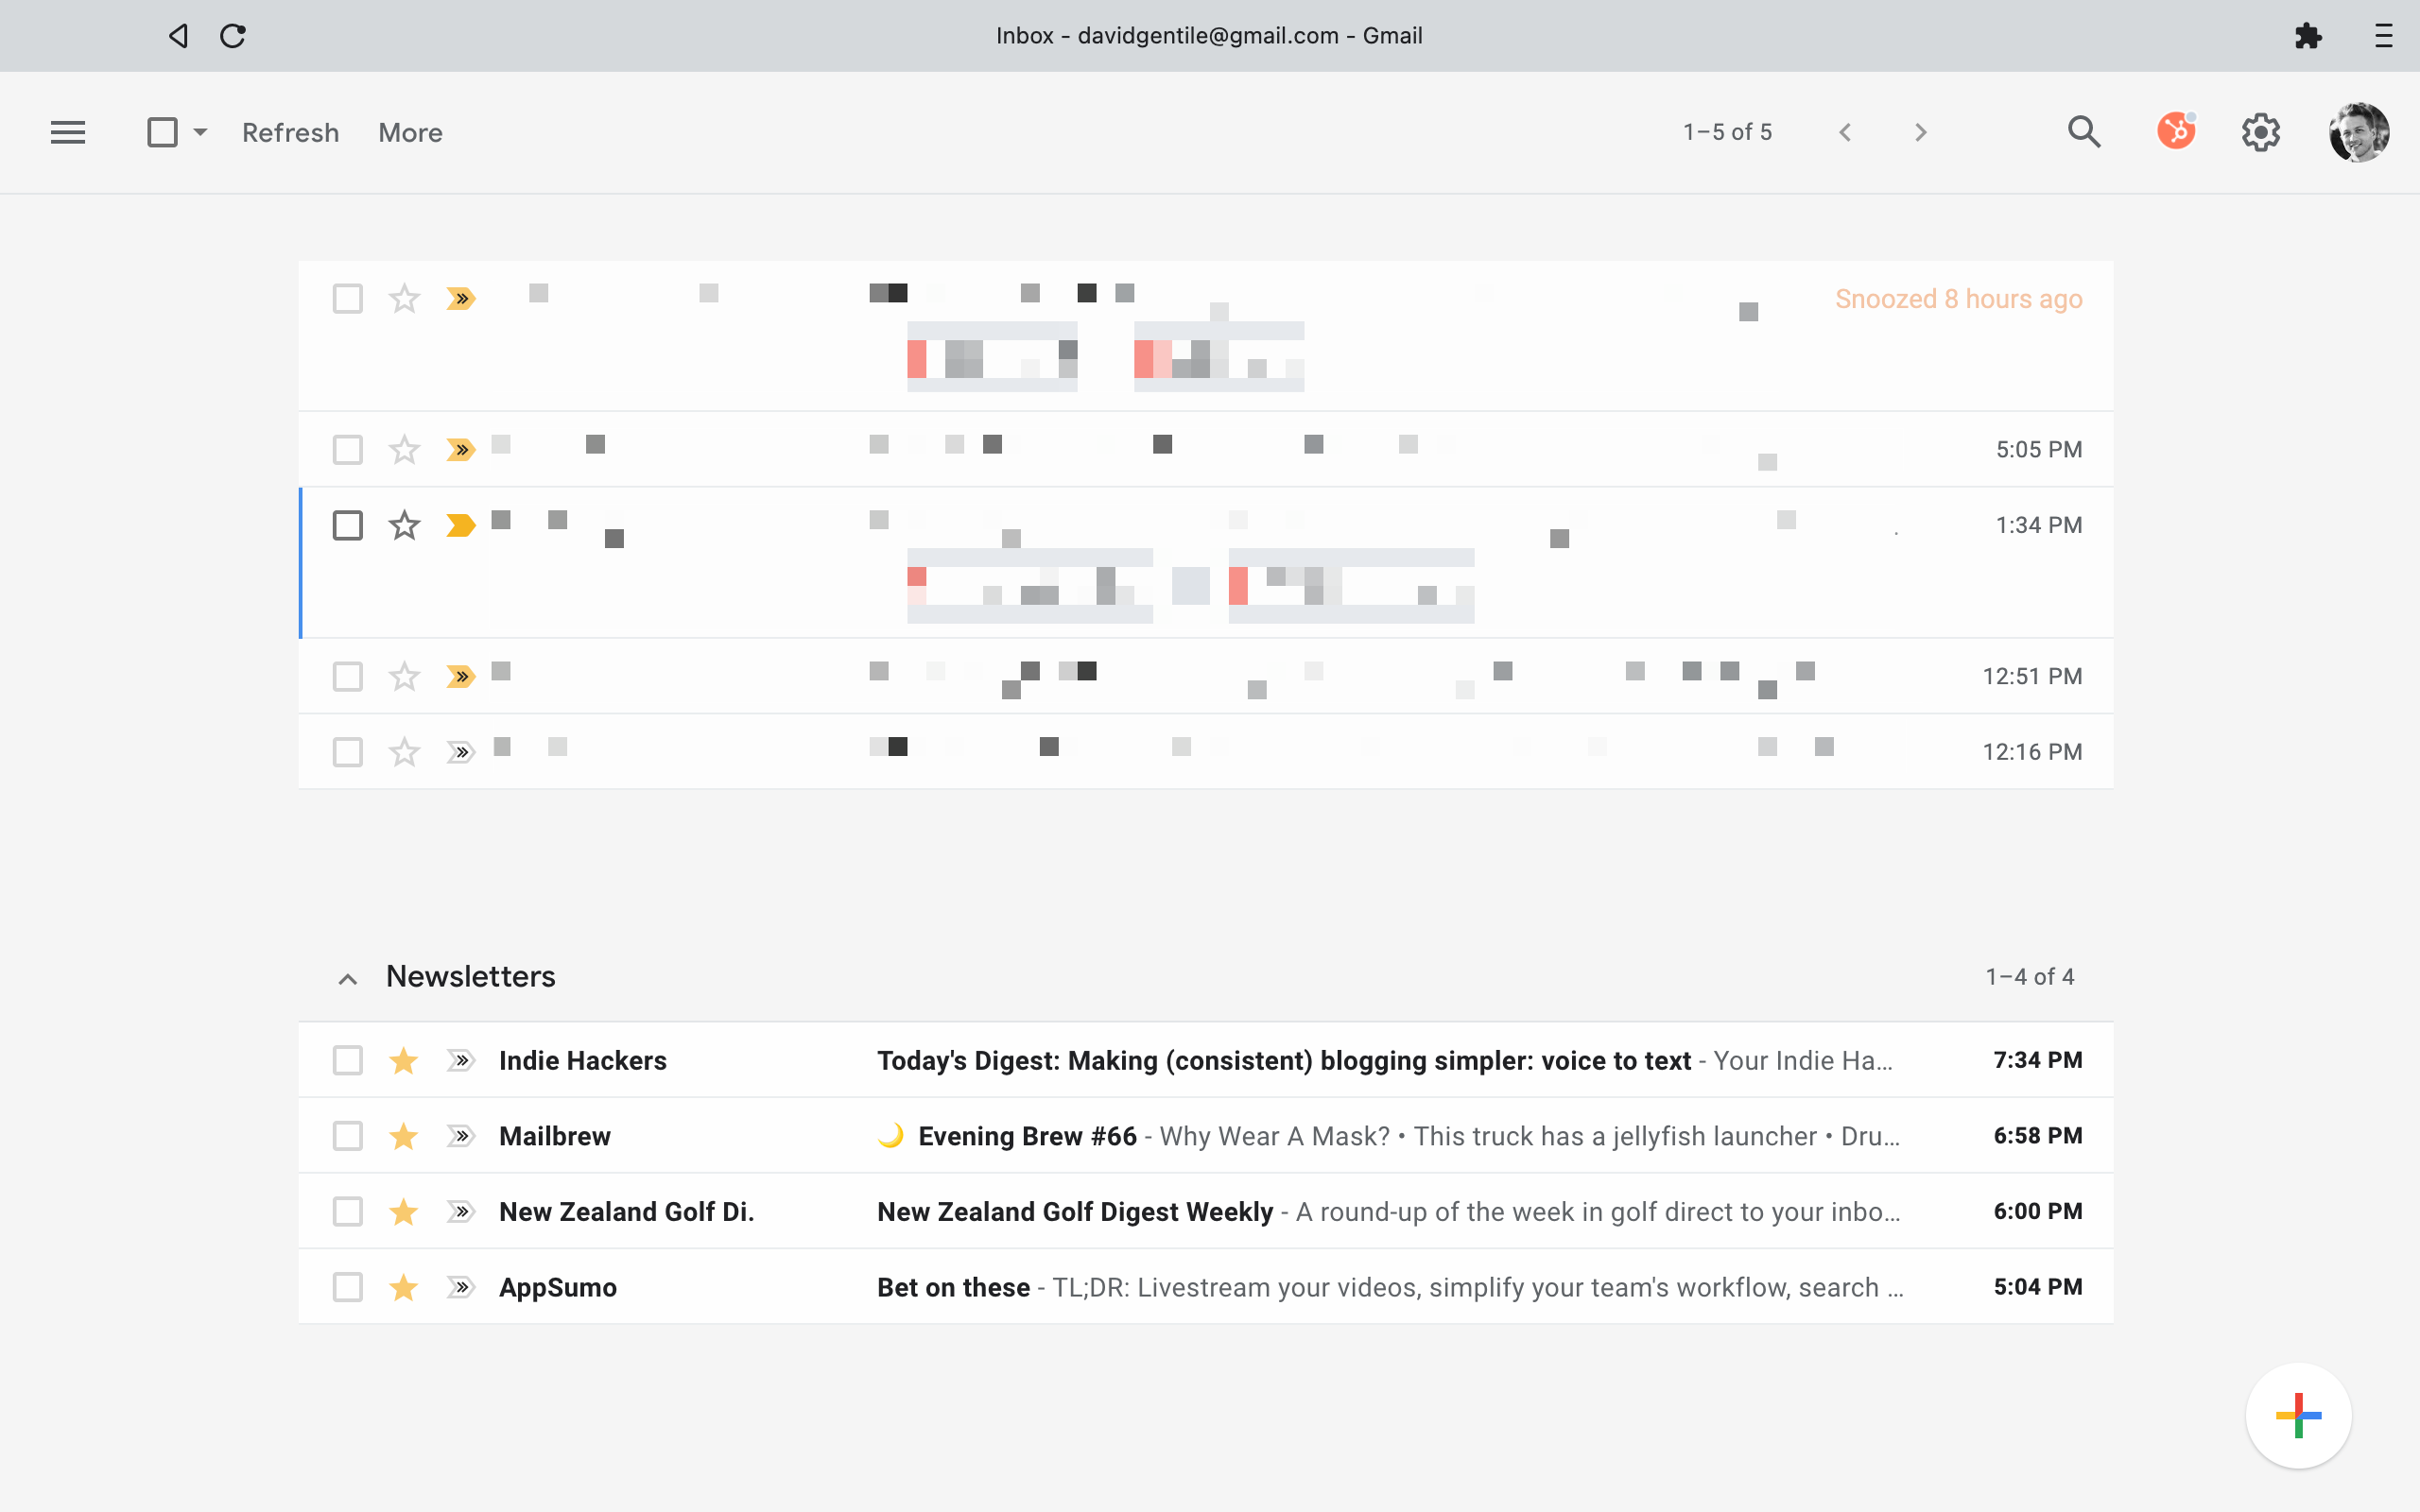 Inbox - davidgentile@gmail.com - Gmail
Refresh More 1–5 of 5
Snoozed 8 hours ago
5:05 PM
1:34 PM
12:51 PM
12:16 PM
Newsletters 1–4 of 4
Indie Hackers Today's Digest: Making (consistent) blogging simpler: voice to text - Your Indie Ha...
Mailbrew 🌙 Evening Brew #66 - Why Wear A Mask? • This truck has a jellyfish launcher • Dru...
New Zealand Golf Di. New Zealand Golf Digest Weekly - A round-up of the week in golf direct to your inbo...
AppSumo Bet on these - TL;DR: Livestream your videos, simplify your team's workflow, search ...
7:34 PM
6:58 PM
6:00 PM
5:04 PM